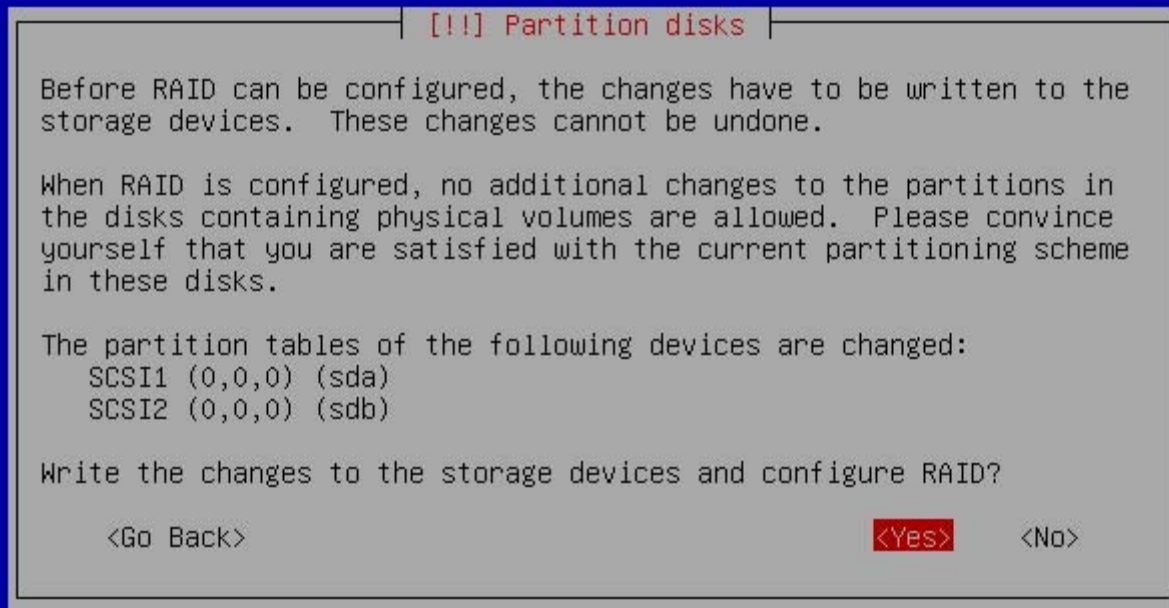 [!!] Partition disks
Before RAID can be configured, the changes have to be written to the
storage devices.  These changes cannot be undone.
When RAID is configured, no additional changes to the partitions in
the disks containing physical volumes are allowed.  Please convince
yourself that you are satisfied with the current partitioning scheme
in these disks.
The partition tables of the following devices are changed:
SCSI1 (0,0,0) (sda)
SCSI2 (0,0,0) (sdb)
Write the changes to the storage devices and configure RAID?
<Go Back> <Yes> <No>